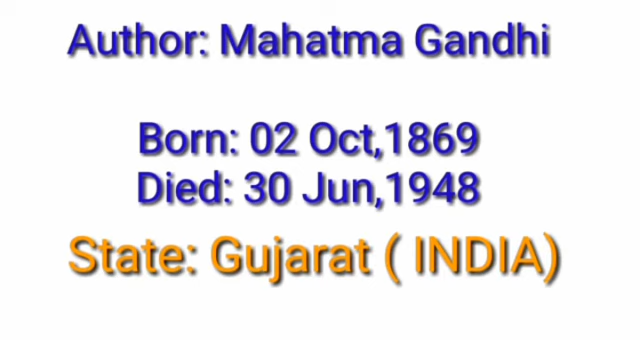 Author: Mahatma Gandhi
Born: 02 Oct,1869
Died: 30 Jun,1948
State: Gujarat ( INDIA)